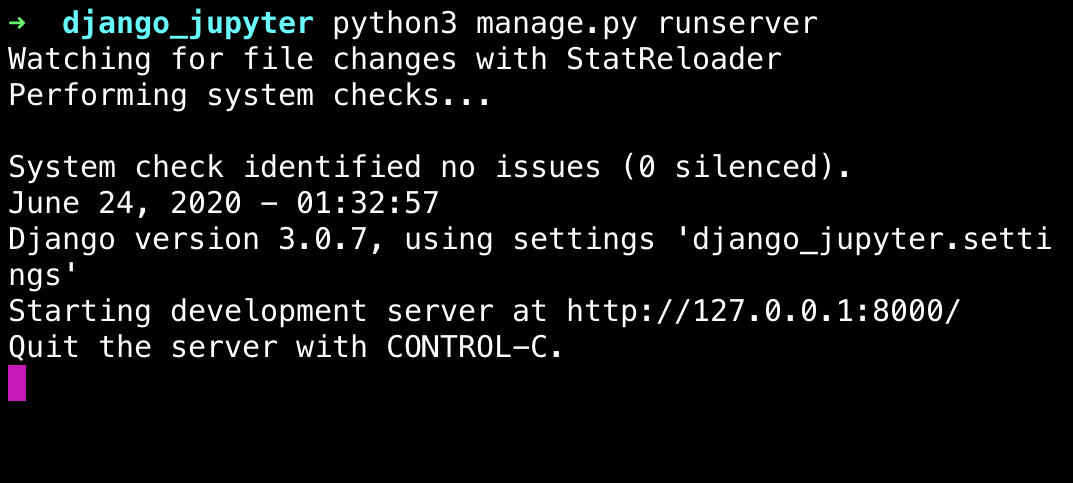 ➜  django_jupyter python3 manage.py runserver
Watching for file changes with StatReloader
Performing system checks...
System check identified no issues (0 silenced).
June 24, 2020 - 01:32:57
Django version 3.0.7, using settings 'django_jupyter.setti
ngs'
Starting development server at http://127.0.0.1:8000/
Quit the server with CONTROL-C.